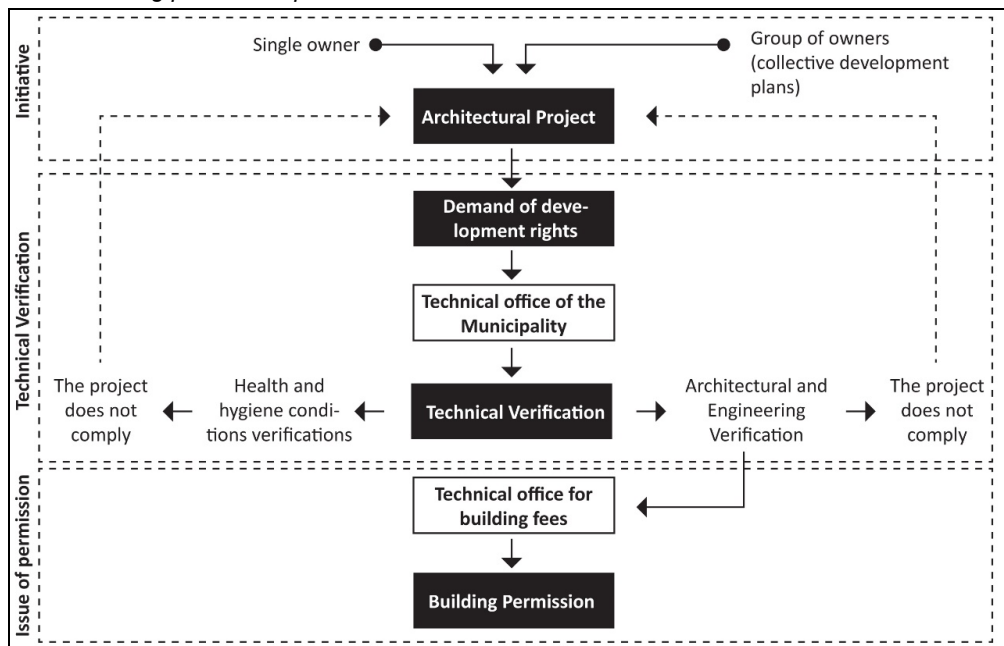 Initiative
Single owner
Group of owners
(collective development
plans)
Architectural Project
Technical Verification
Demand of deve-
lopment rights
Technical office of the
Municipality
The project
does not
comply
Health and
hygiene condi-
tions verifications
Technical Verification
Architectural and
Engineering
Verification
The project
does not
comply
Issue of permission
Technical office for
building fees
Building Permission